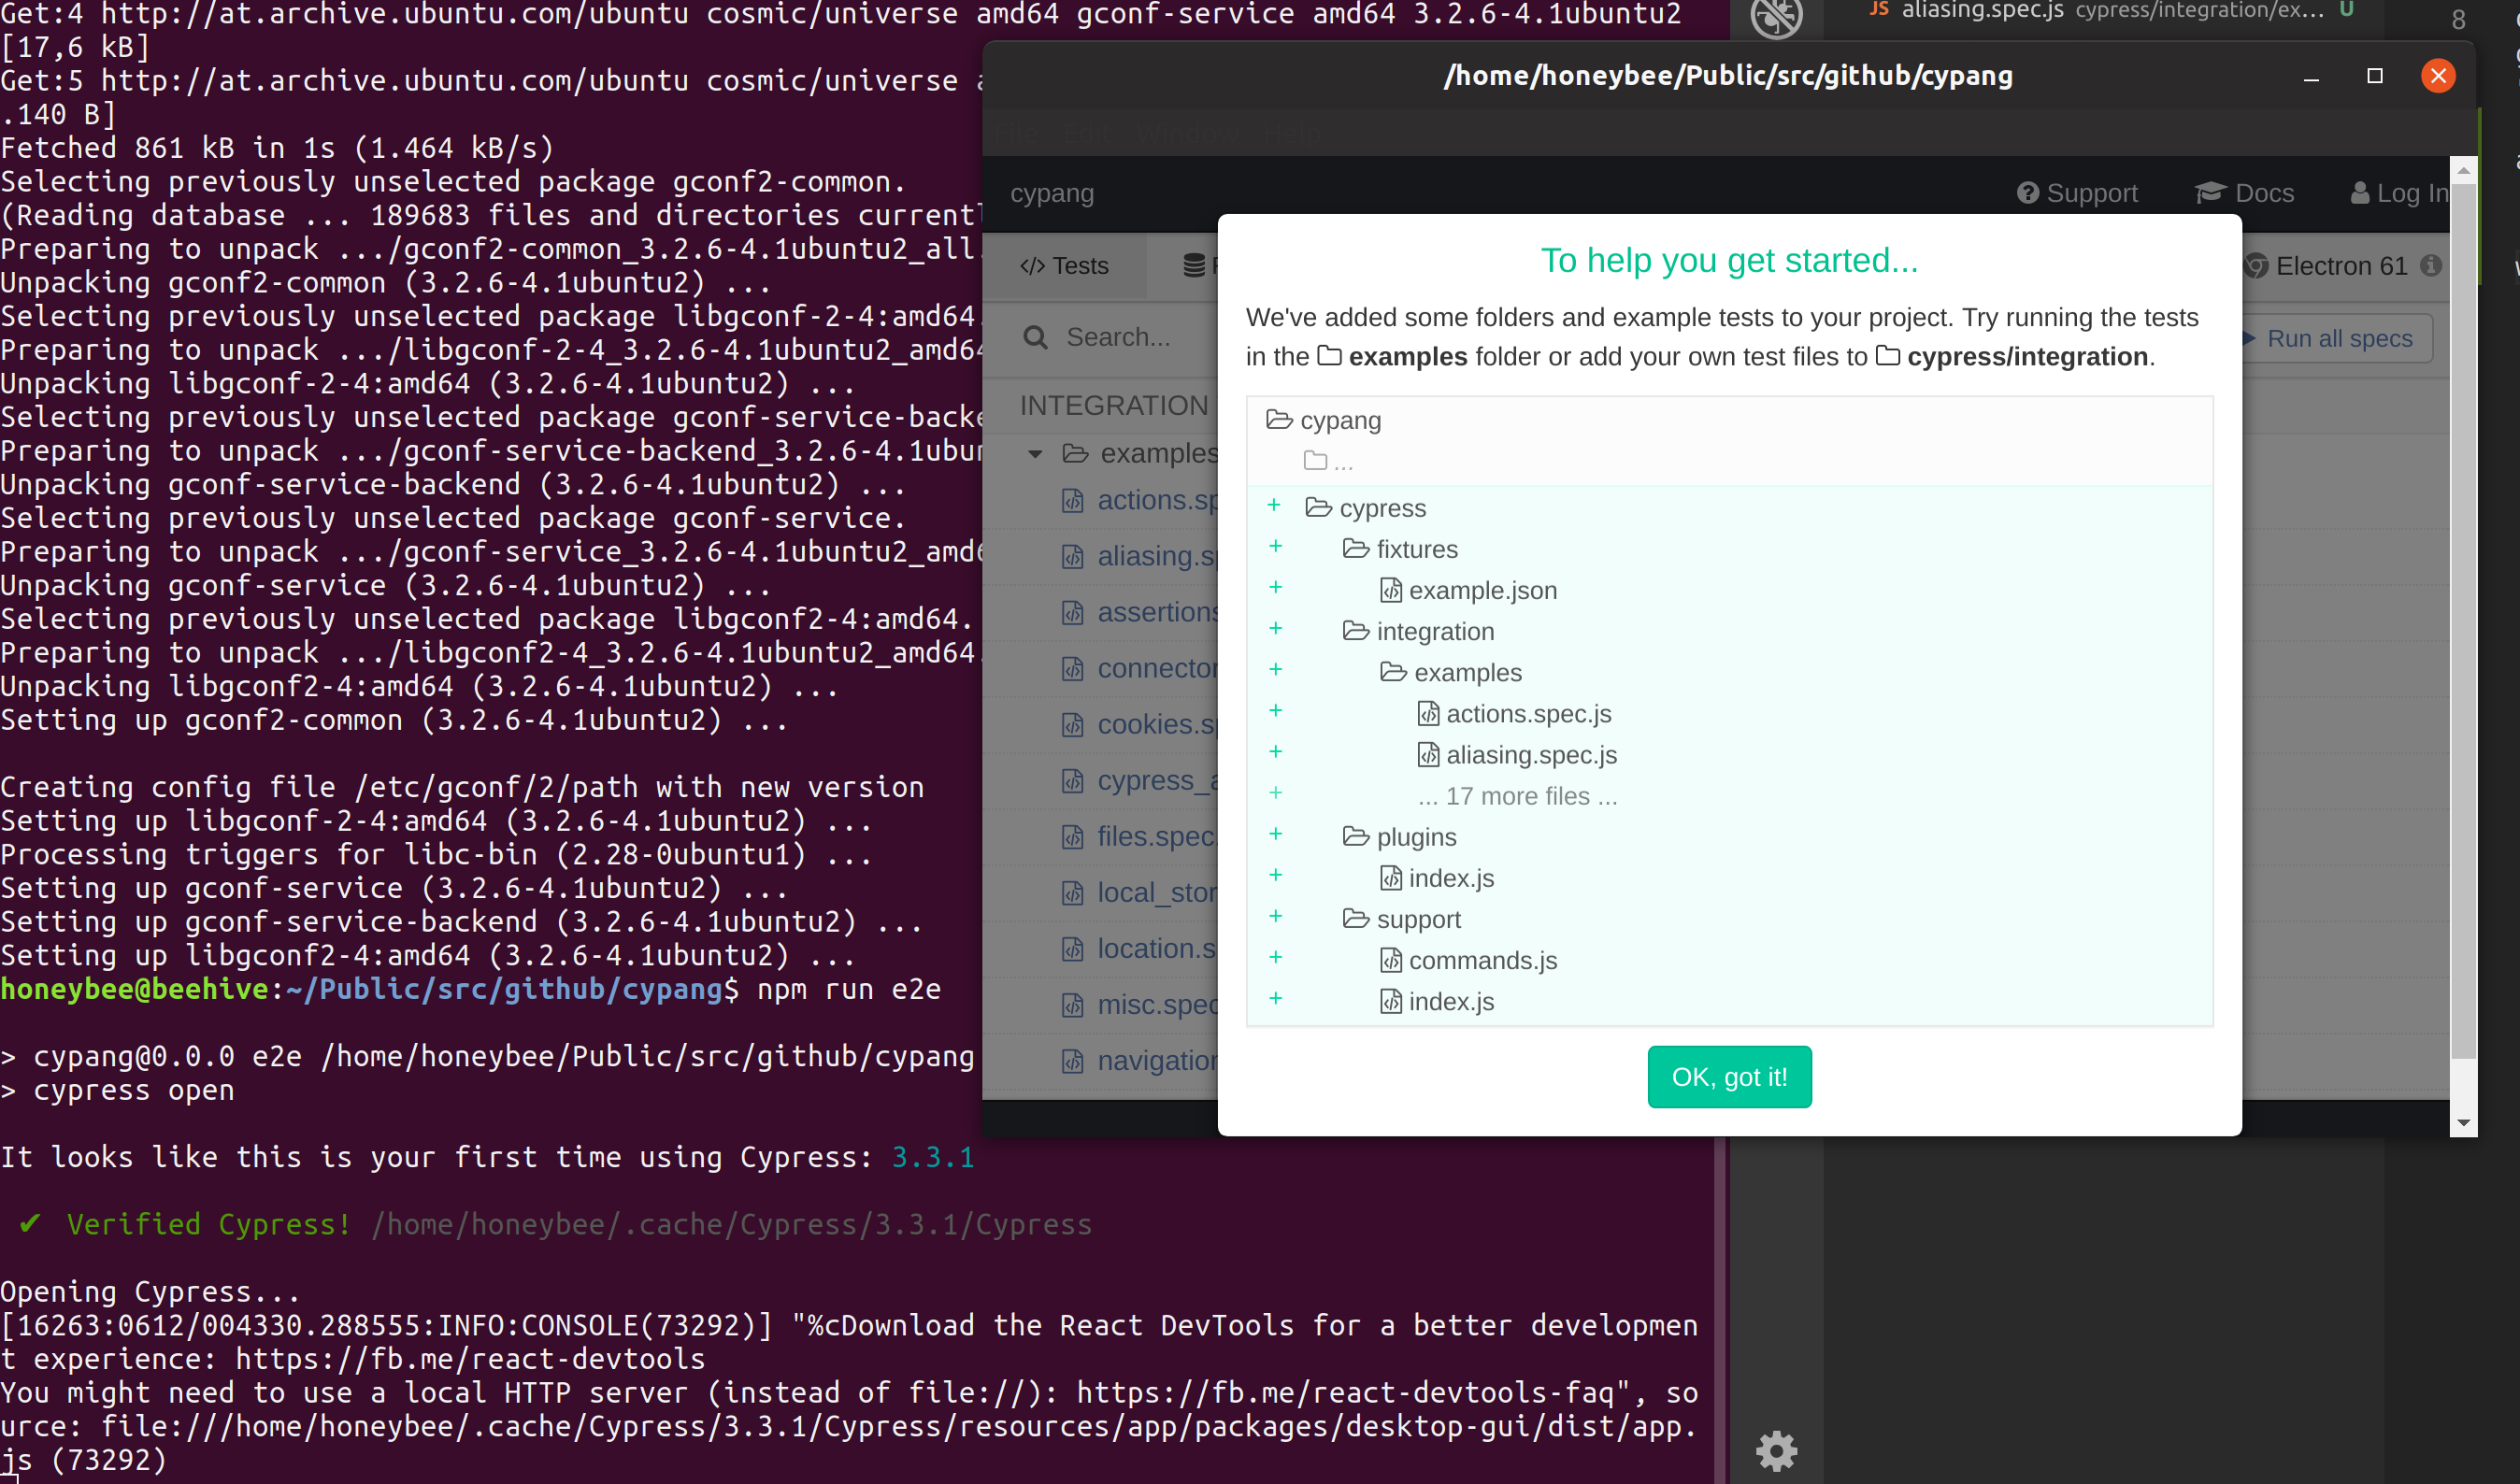 Get:4 http://at.archive.ubuntu.com/ubuntu cosmic/universe amd64 gconf-service amd64 3.2.6-4.1ubuntu2
[17,6 kB]
Get:5 http://at.archive.ubuntu.com/ubuntu cosmic/universe
.140 B]
Fetched 861 kB in 1s (1.464 kB/s)
Selecting previously unselected package gconf2-common.
(Reading database ... 189683 files and directories currentl
Preparing to unpack .../gconf2-common_3.2.6-4.1ubuntu2_all.
Unpacking gconf2-common (3.2.6-4.1ubuntu2) ...
Selecting previously unselected package libgconf-2-4:amd64.
Preparing to unpack .../libgconf-2-4_3.2.6-4.1ubuntu2_amd64
Unpacking libgconf-2-4:amd64 (3.2.6-4.1ubuntu2) ...
Selecting previously unselected package gconf-service-backe
Preparing to unpack .../gconf-service-backend_3.2.6-4.1ubun
Unpacking gconf-service-backend (3.2.6-4.1ubuntu2) ...
Selecting previously unselected package gconf-service.
Preparing to unpack .../gconf-service_3.2.6-4.1ubuntu2_amd6
Unpacking gconf-service (3.2.6-4.1ubuntu2) ...
Selecting previously unselected package libgconf2-4:amd64.
Preparing to unpack .../libgconf2-4_3.2.6-4.1ubuntu2_amd64.
Unpacking libgconf2-4:amd64 (3.2.6-4.1ubuntu2) ...
Setting up gconf2-common (3.2.6-4.1ubuntu2) ...
Creating config file /etc/gconf/2/path with new version
Setting up libgconf-2-4:amd64 (3.2.6-4.1ubuntu2) ...
Processing triggers for libc-bin (2.28-0ubuntu1) ...
Setting up gconf-service (3.2.6-4.1ubuntu2) ...
Setting up gconf-service-backend (3.2.6-4.1ubuntu2) ...
Setting up libgconf2-4:amd64 (3.2.6-4.1ubuntu2) ...
honeybee@beehive:~/Public/src/github/cypang$ npm run e2e
> cypang@0.0.0 e2e /home/honeybee/Public/src/github/cypang
> cypress open
It looks like this is your first time using Cypress: 3.3.1
✔ Verified Cypress! /home/honeybee/.cache/Cypress/3.3.1/Cypress
Opening Cypress...
[16263:0612/004330.288555:INFO:CONSOLE(73292)] "%cDownload the React DevTools for a better developmen
t experience: https://fb.me/react-devtools
You might need to use a local HTTP server (instead of file://): https://fb.me/react-devtools-faq", so
urce: file:///home/honeybee/.cache/Cypress/3.3.1/Cypress/resources/app/packages/desktop-gui/dist/app.
js (73292)
JS aliasing.spec.js cypress/integration/ex... U
8
/home/honeybee/Public/src/github/cypang
File Edit Window Help
cypang
Support Docs Log In
</> Tests
Electron 61
Search...
Run all specs
INTEGRATION
examples
actions.sp
aliasing.sp
assertions
connector
cookies.sp
cypress_a
files.spec.
local_stor
location.s
misc.spec
navigation
To help you get started...
We've added some folders and example tests to your project. Try running the tests
in the examples folder or add your own test files to cypress/integration.
cypang
...
+ cypress
+ fixtures
+ example.json
+ integration
+ examples
+ actions.spec.js
+ aliasing.spec.js
+ ... 17 more files ...
+ plugins
+ index.js
+ support
+ commands.js
+ index.js
OK, got it!